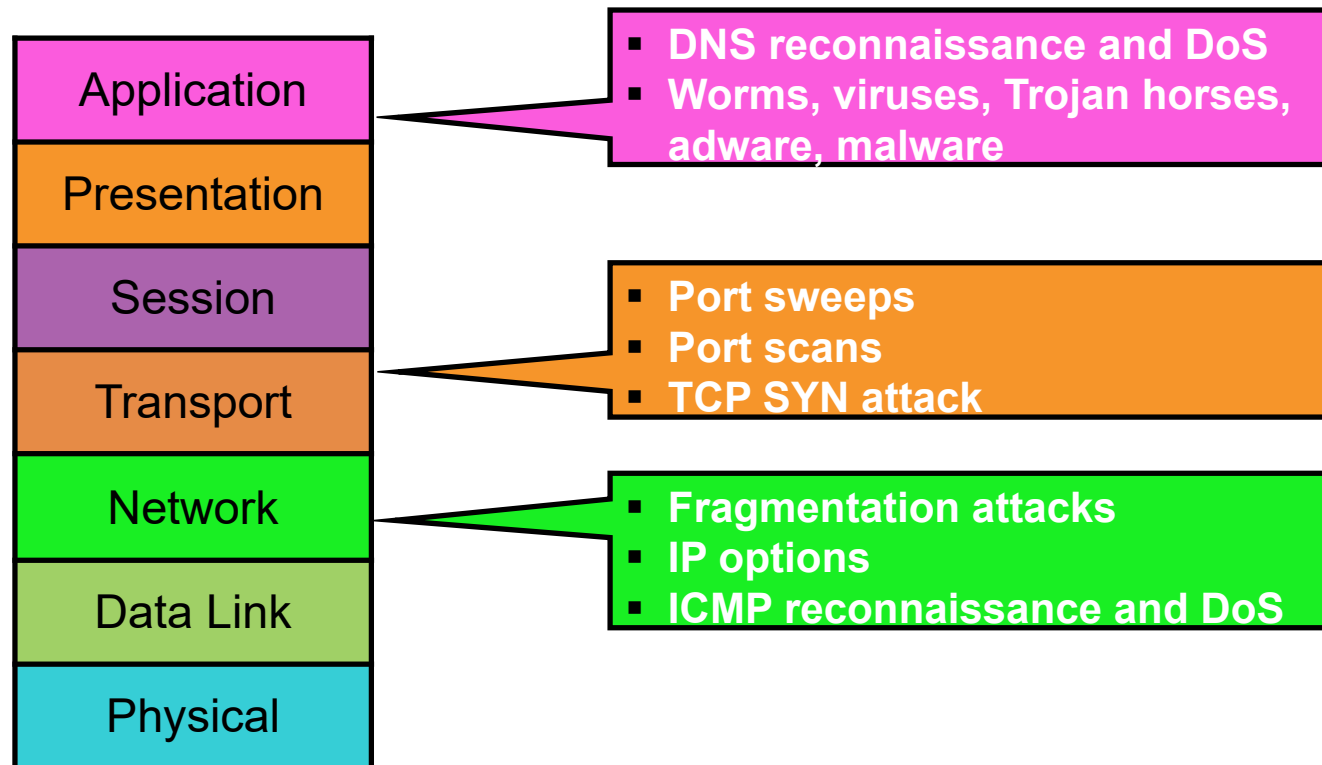 Application
Presentation
Session
Transport
Network
Data Link
Physical
▪ DNS reconnaissance and DoS
▪ Worms, viruses, Trojan horses,
adware, malware
▪ Port sweeps
▪ Port scans
▪ TCP SYN attack
▪ Fragmentation attacks
▪ IP options
▪ ICMP reconnaissance and DoS